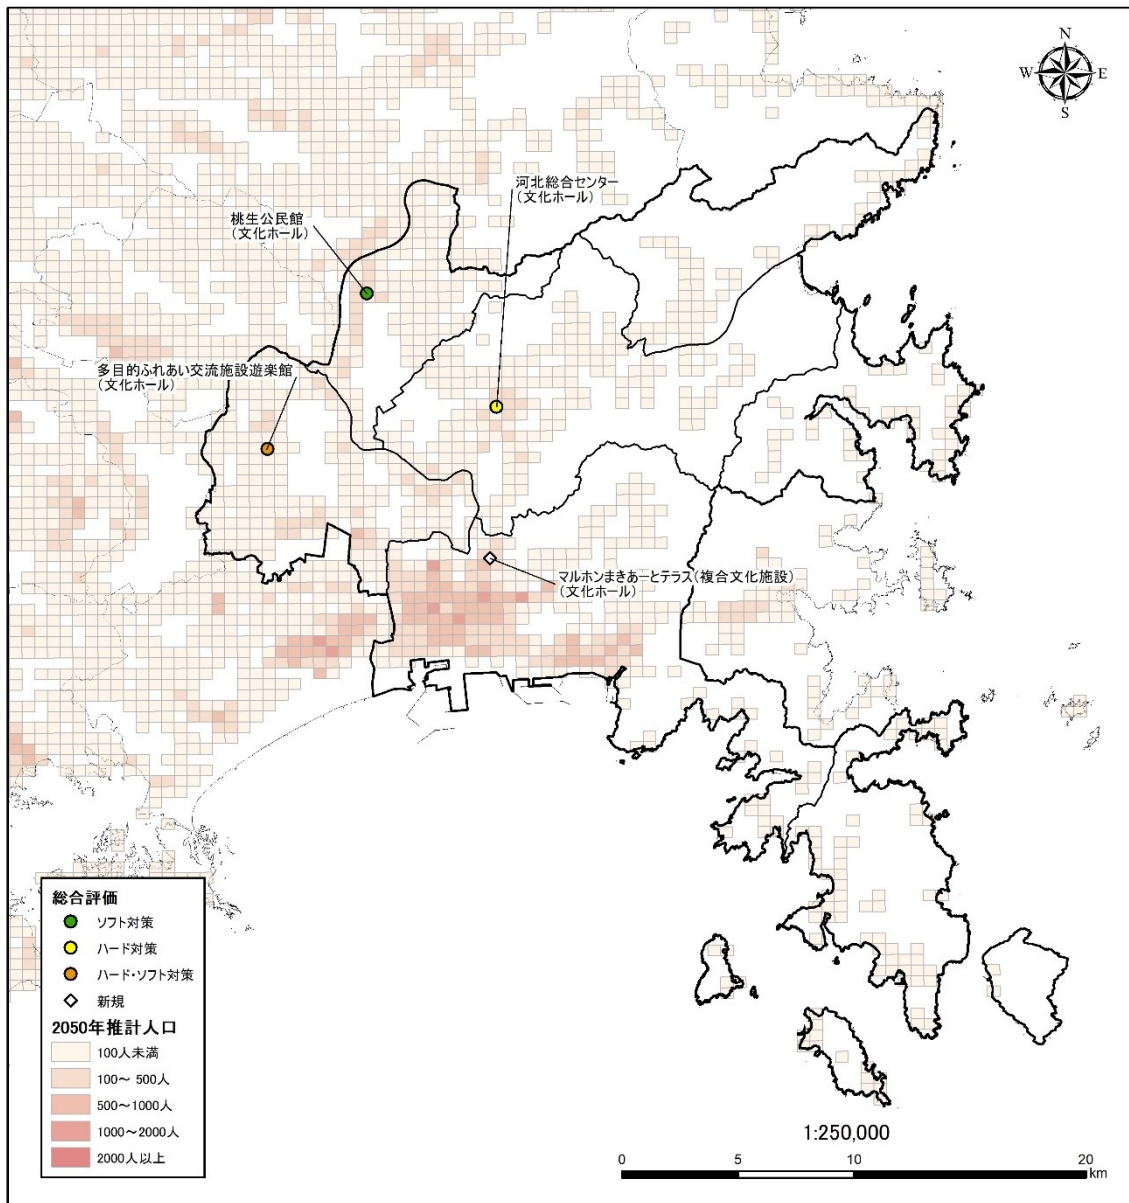 N
W
E
S
河北総合センター
(文化ホール)
桃生公民館
(文化ホール)
多目的ふれあい交流施設遊楽館
(文化ホール)
マルホンまきあーとテラス(複合文化施設)
(文化ホール)
総合評価
ソフト対策
ハード対策
ハード・ソフト対策
新規
2050年推計人口
100人未満
100～ 500人
500～1000人
1000～2000人
2000人以上
1:250,000
0 5 10 20
km